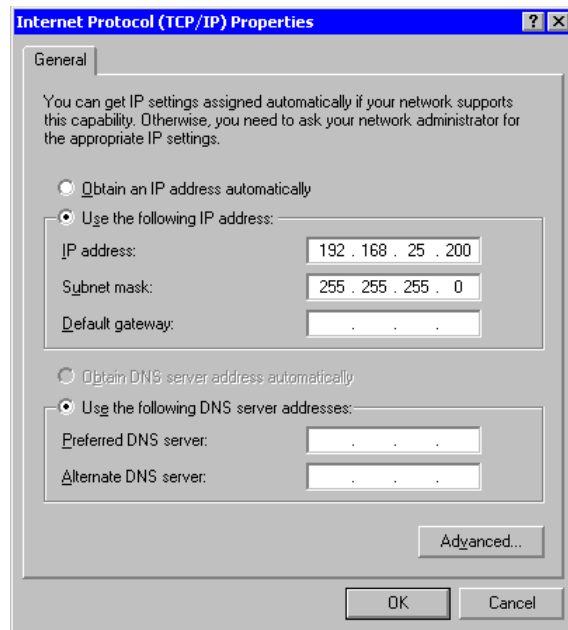 Internet Protocol (TCP/IP) Properties
General
You can get IP settings assigned automatically if your network supports
this capability. Otherwise, you need to ask your network administrator for
the appropriate IP settings.
Obtain an IP address automatically
Use the following IP address:
IP address: 192 . 168 . 25 . 200
Subnet mask: 255 . 255 . 255 . 0
Default gateway: . . .
Obtain DNS server address automatically
Use the following DNS server addresses:
Preferred DNS server: . . .
Alternate DNS server: . . .
Advanced...
OK Cancel